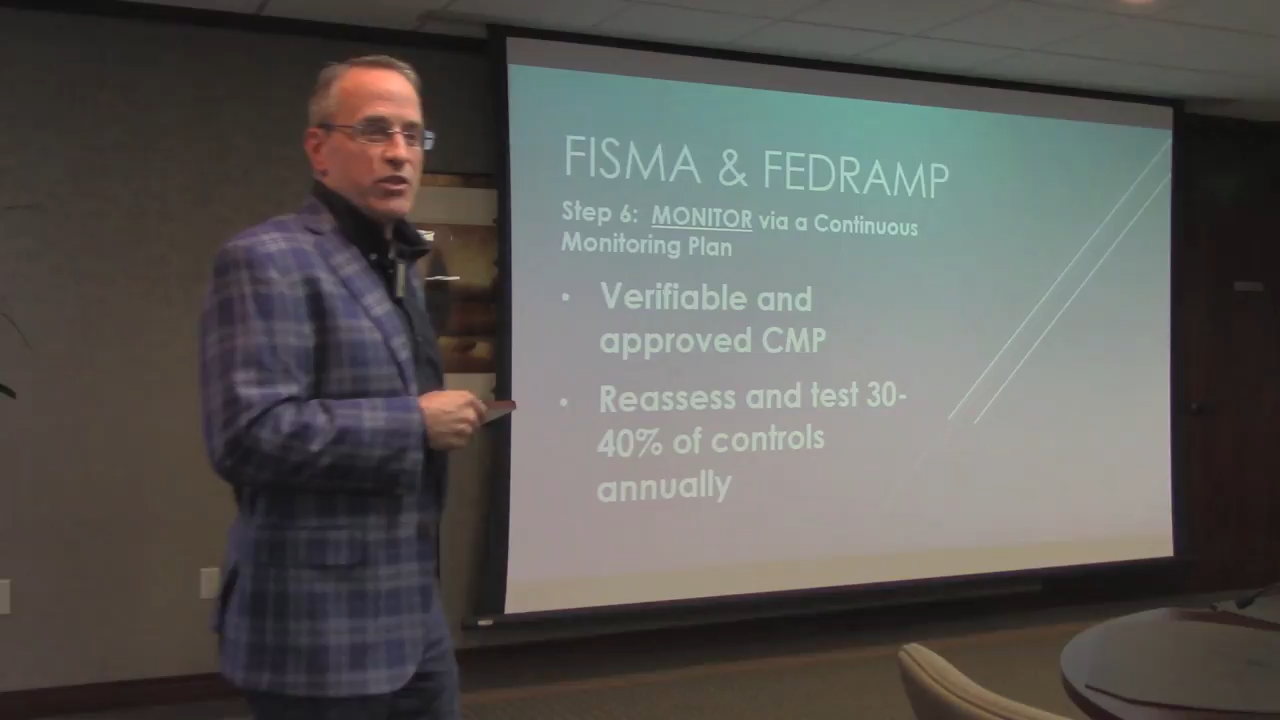 FISMA & FEDRAMP
Step 6: MONITOR via a Continuous
Monitoring Plan
• Verifiable and
approved CMP
• Reassess and test 30-
40% of controls
annually